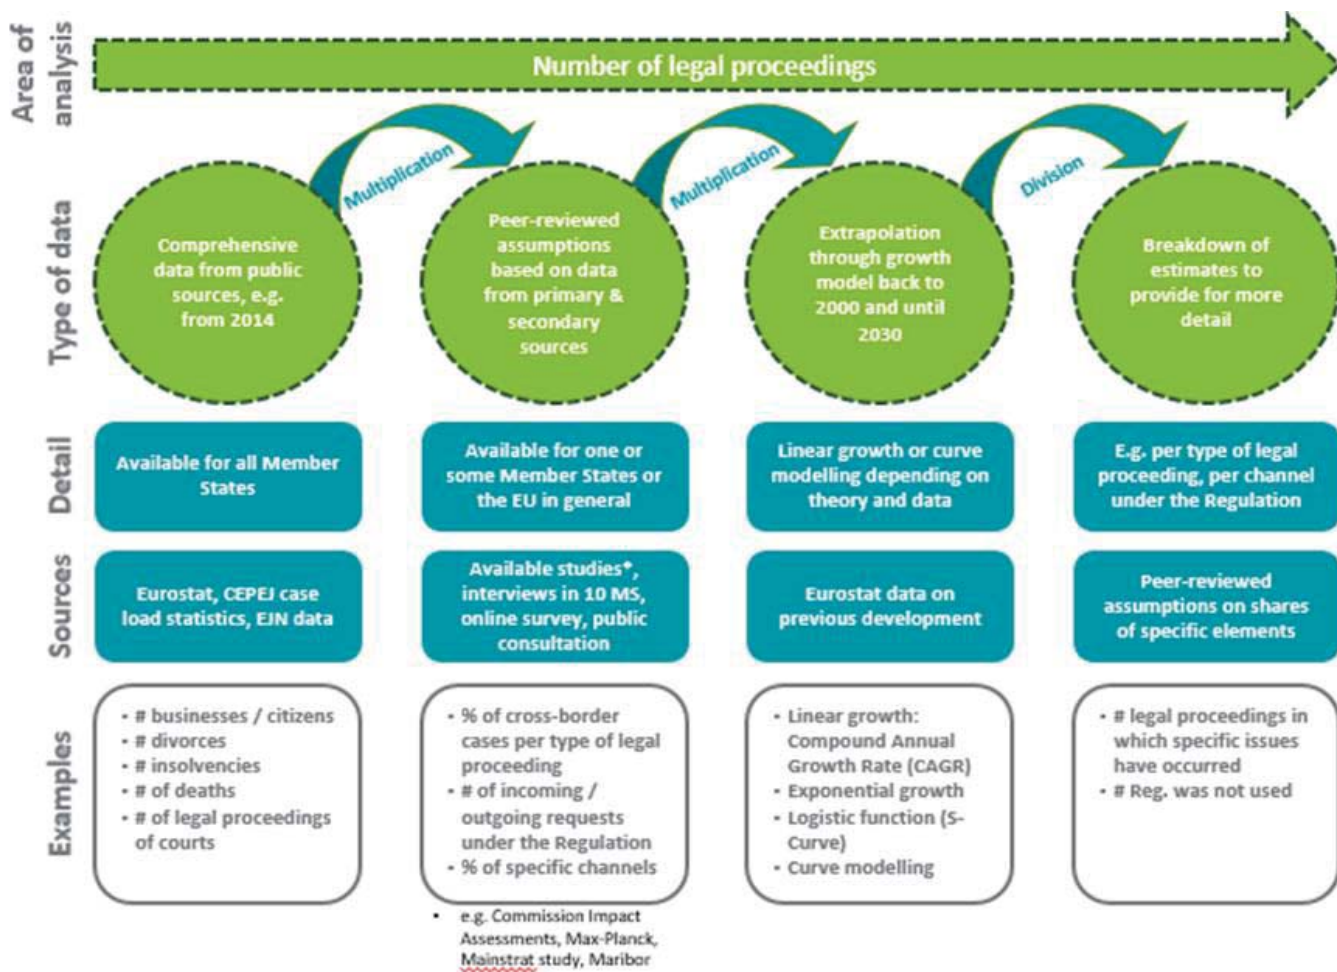 Area of
analysis
Number of legal proceedings
Multiplication
Multiplication
Division
Type of data
Comprehensive
data from public
sources, e.g.
from 2014
Peer-reviewed
assumptions
based on data
from primary &
secondary
sources
Extrapolation
through growth
model back to
2000 and until
2030
Breakdown of
estimates to
provide for more
detail
Detail
Available for all Member
States
Available for one or
some Member States or
the EU in general
Linear growth or curve
modelling depending on
theory and data
E.g. per type of legal
proceeding, per channel
under the Regulation
Sources
Eurostat, CEPEJ case
load statistics, EJN data
Available studies*,
interviews in 10 MS,
online survey, public
consultation
Eurostat data on
previous development
Peer-reviewed
assumptions on shares
of specific elements
Examples
• # businesses / citizens
• # divorces
• # insolvencies
• # of deaths
• # of legal proceedings
of courts
• % of cross-border
cases per type of legal
proceeding
• # of incoming /
outgoing requests
under the Regulation
• % of specific channels
• Linear growth:
Compound Annual
Growth Rate (CAGR)
• Exponential growth
• Logistic function (S-
Curve)
• Curve modelling
• # legal proceedings in
which specific issues
have occurred
• # Reg. was not used
• e.g. Commission Impact
Assessments, Max-Planck,
Mainstrat study, Maribor